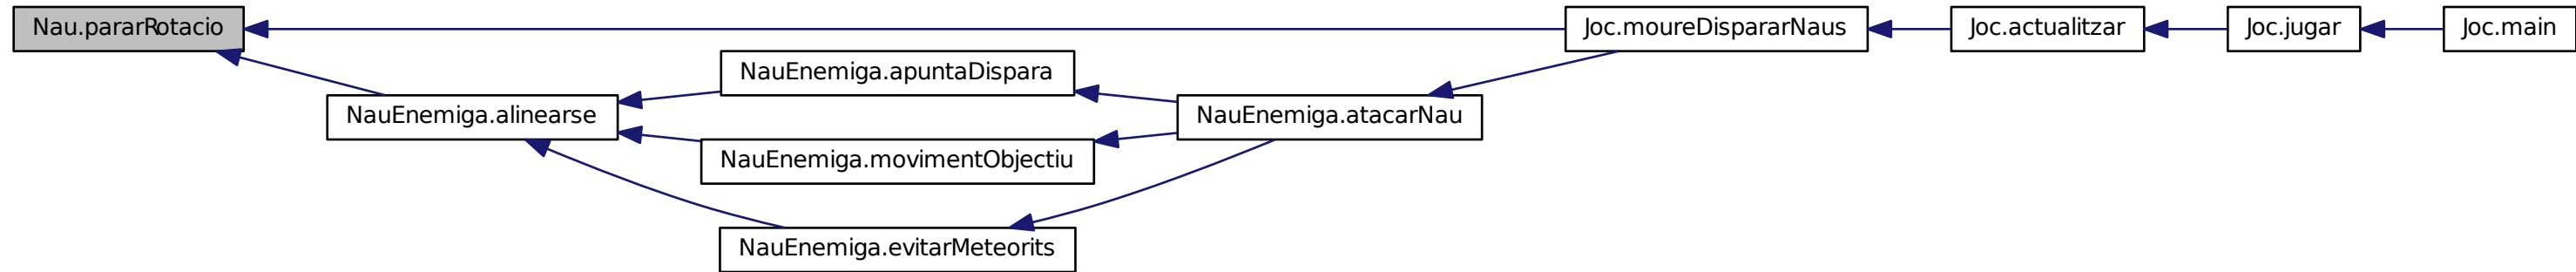 Nau.pararRotacio
Joc.moureDispararNaus
Joc.actualitzar
Joc.jugar
Joc.main
NauEnemiga.apuntaDispara
NauEnemiga.alinearse
NauEnemiga.atacarNau
NauEnemiga.movimentObjectiu
NauEnemiga.evitarMeteorits